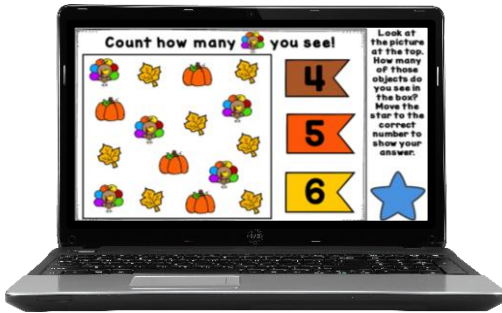 Count how many you see!
4
5
6
Look at
the picture
at the top.
How many
of those
objects do
you see in
the box?
Move the
star to the
correct
number to
show your
answer.